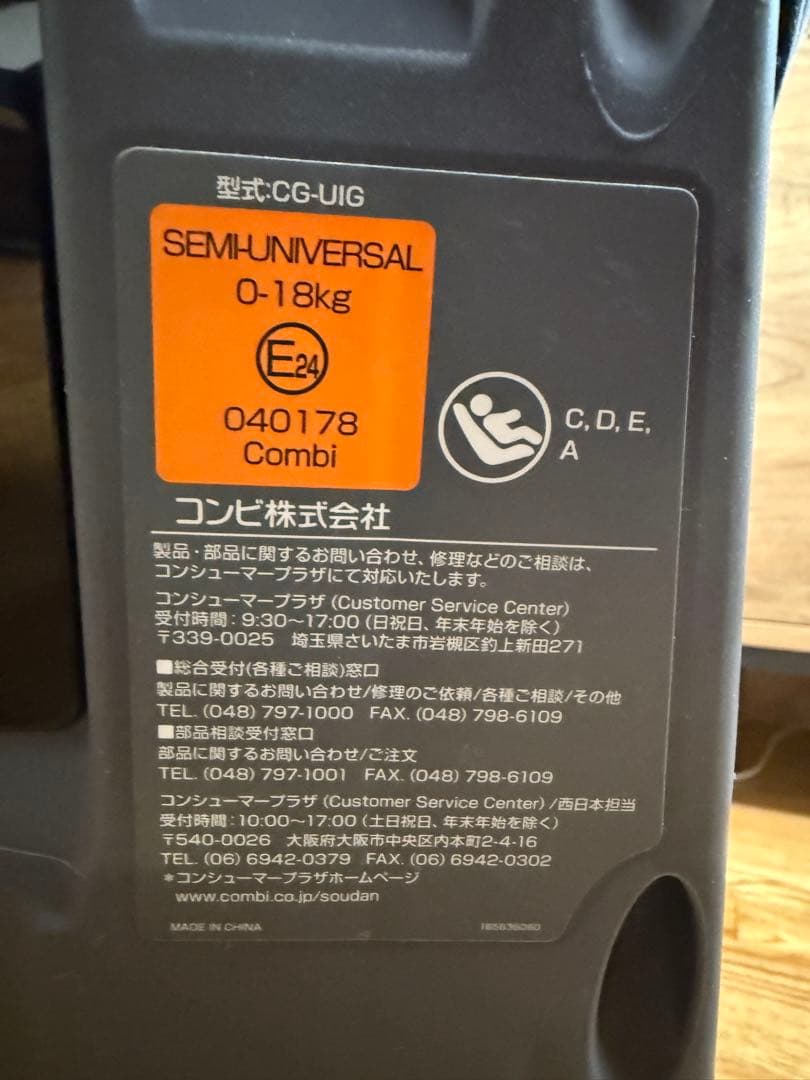 型式:CG-UIG
SEMI-UNIVERSAL
0-18kg
E24
040178
Combi
C, D, E,
A
コンビ株式会社
製品・部品に関するお問い合わせ、修理などのご相談は、
コンシューマープラザにて対応いたします。
コンシューマープラザ (Customer Service Center)
受付時間：9:30～17:00 (日祝日、年末年始を除く)
〒339-0025 埼玉県さいたま市岩槻区釣上新田271
■総合受付(各種ご相談)窓口
製品に関するお問い合わせ/修理のご依頼/各種ご相談/その他
TEL. (048) 797-1000 FAX. (048) 798-6109
■部品相談受付窓口
部品に関するお問い合わせ/ご注文
TEL. (048) 797-1001 FAX. (048) 798-6109
コンシューマープラザ (Customer Service Center) /西日本担当
受付時間：10:00～17:00 (土日祝日、年末年始を除く)
〒540-0026 大阪府大阪市中央区内本町2-4-16
TEL. (06) 6942-0379 FAX. (06) 6942-0302
*コンシューマープラザホームページ
www.combi.co.jp/soudan
MADE IN CHINA